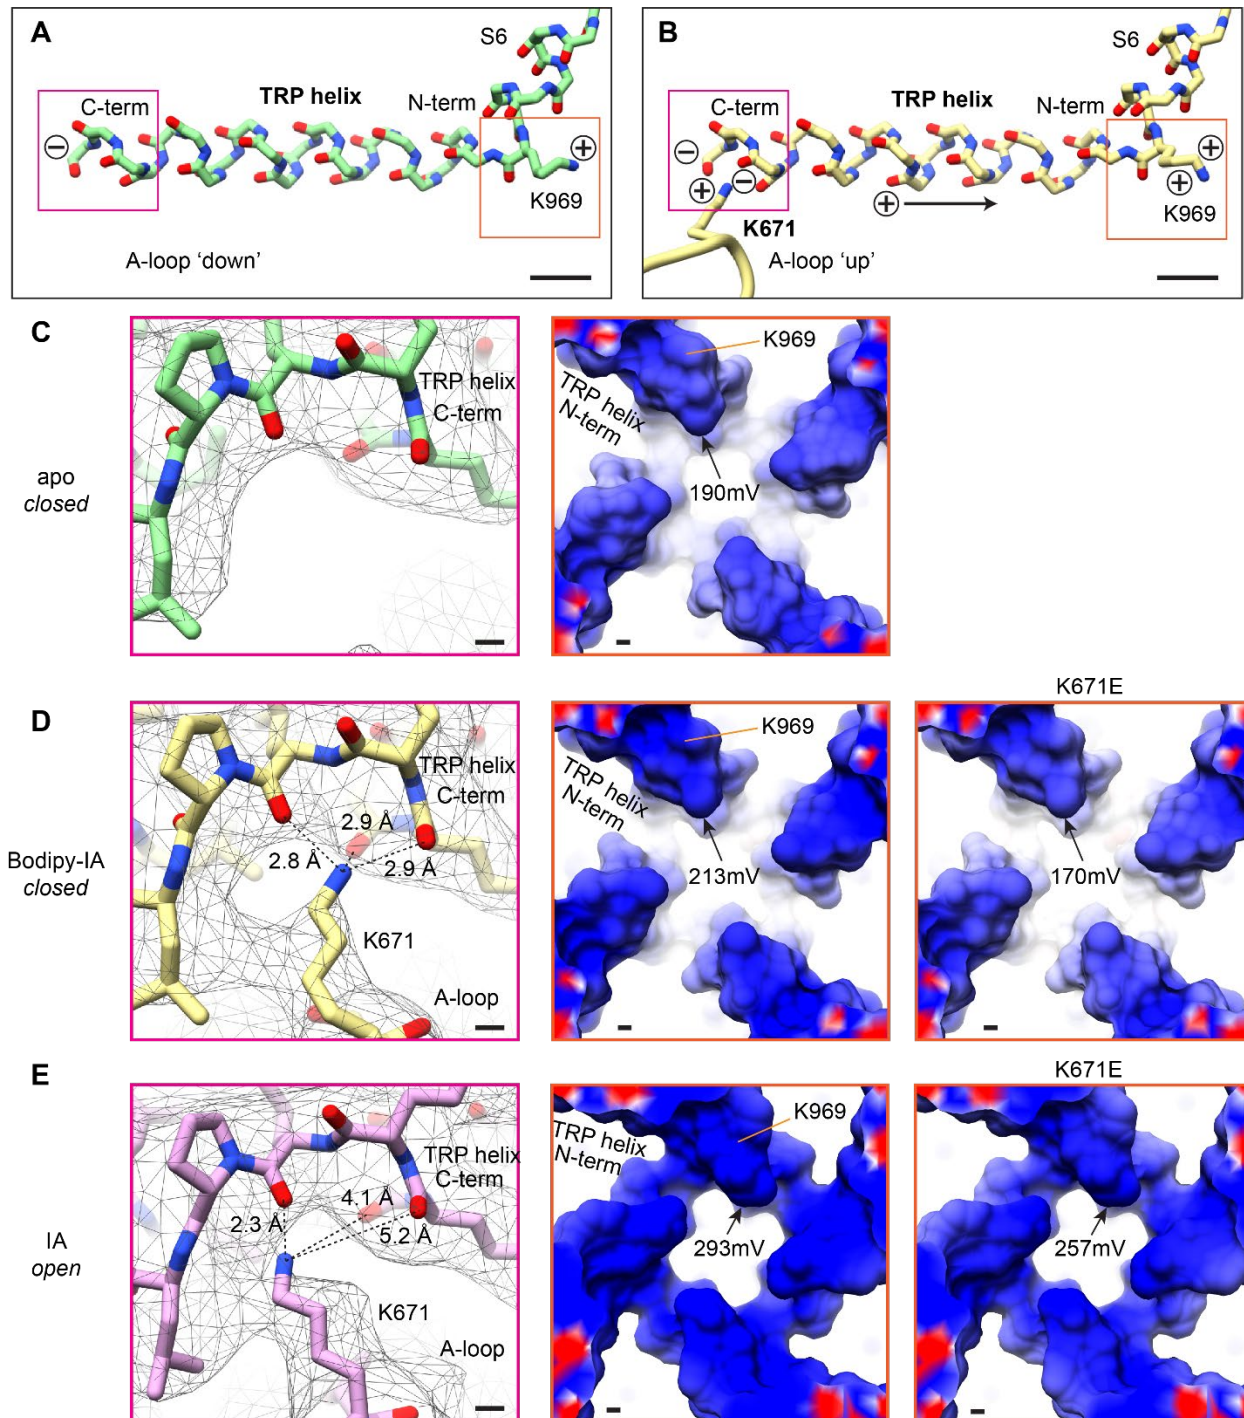 A
S6
TRP helix
C-term
N-term
⊖
⊕
K969
A-loop ‘down’
B
S6
TRP helix
C-term
N-term
⊖
⊕
⊖
⊕
⊕
⊕
K969
K671
A-loop ‘up’
C
apo
closed
TRP helix
C-term
K969
TRP helix
N-term
190mV
D
Bodipy-IA
closed
TRP helix
C-term
2.9 Å
2.8 Å
2.9 Å
K671
A-loop
K969
TRP helix
N-term
213mV
K671E
170mV
E
IA
open
TRP helix
C-term
4.1 Å
2.3 Å
5.2 Å
K671
A-loop
K969
TRP helix
N-term
293mV
K671E
257mV